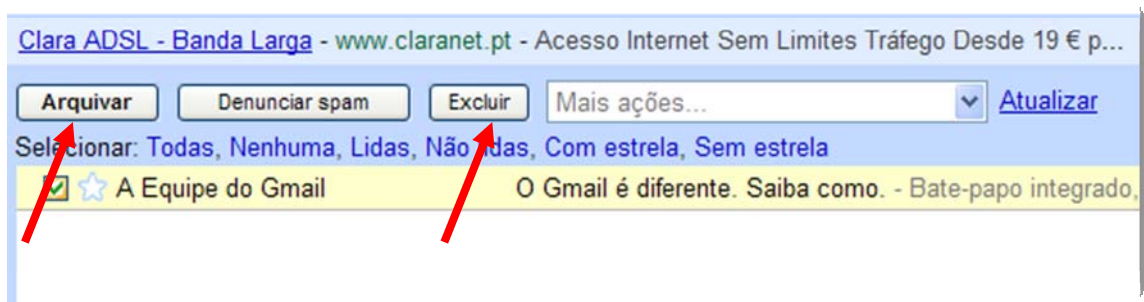 Clara ADSL - Banda Larga - www.claranet.pt - Acesso Internet Sem Limites Tráfego Desde 19 € p...
Arquivar Denunciar spam Excluir Mais ações... Atualizar
Selecionar: Todas, Nenhuma, Lidas, Não lidas, Com estrela, Sem estrela
A Equipe do Gmail O Gmail é diferente. Saiba como. - Bate-papo integrado,